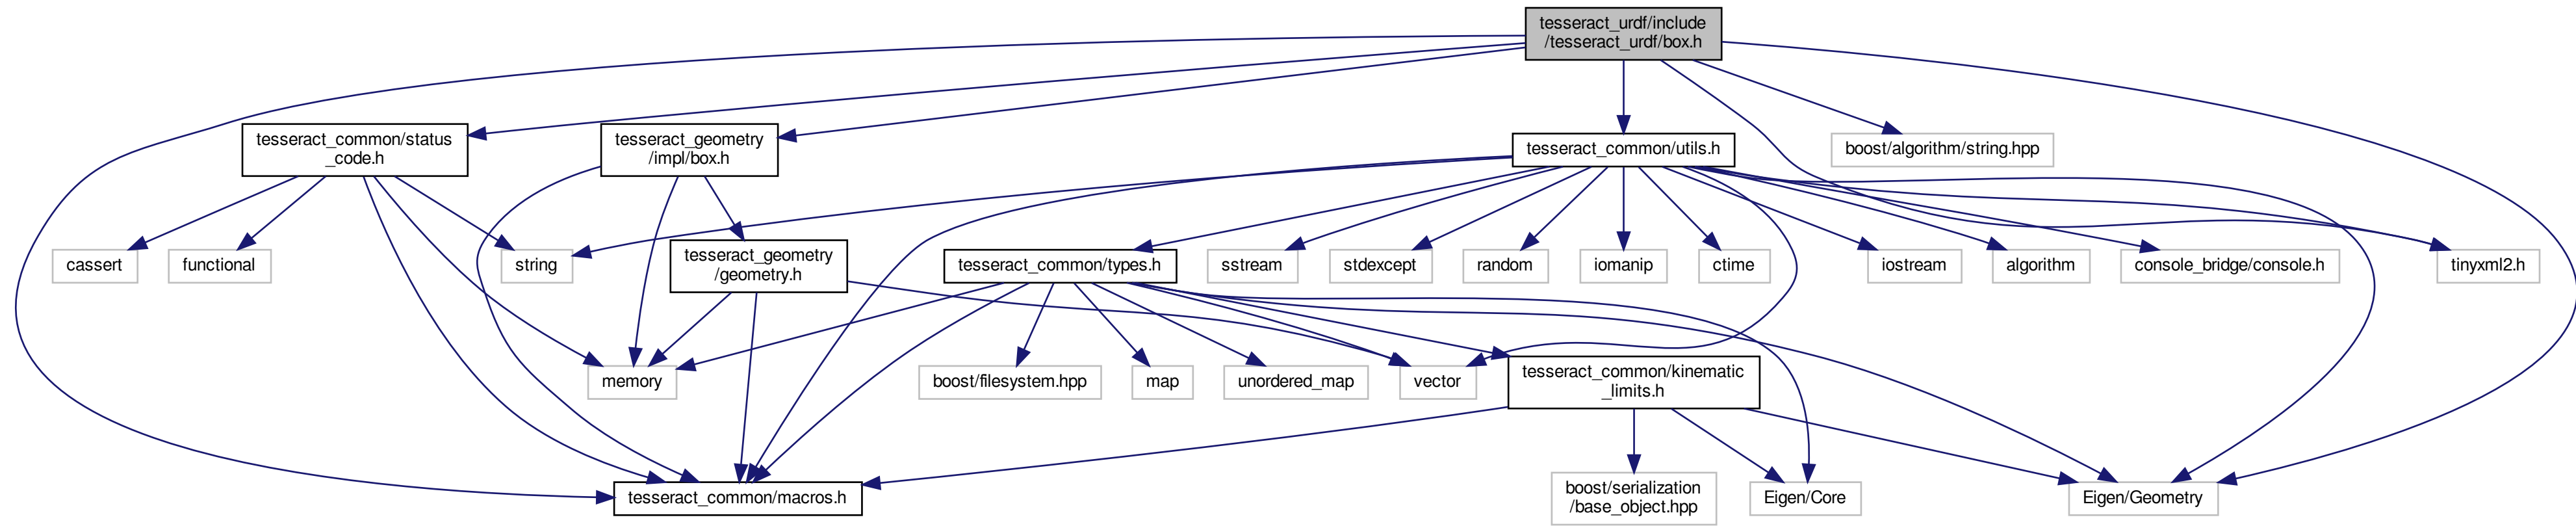 tesseract_urdf/include
/tesseract_urdf/box.h
tesseract_common/status
_code.h
tesseract_geometry
/impl/box.h
tesseract_common/utils.h
boost/algorithm/string.hpp
cassert
functional
string
tesseract_geometry
/geometry.h
tesseract_common/types.h
sstream
stdexcept
random
iomanip
ctime
iostream
algorithm
console_bridge/console.h
tinyxml2.h
memory
boost/filesystem.hpp
map
unordered_map
vector
tesseract_common/kinematic
_limits.h
tesseract_common/macros.h
boost/serialization
/base_object.hpp
Eigen/Core
Eigen/Geometry